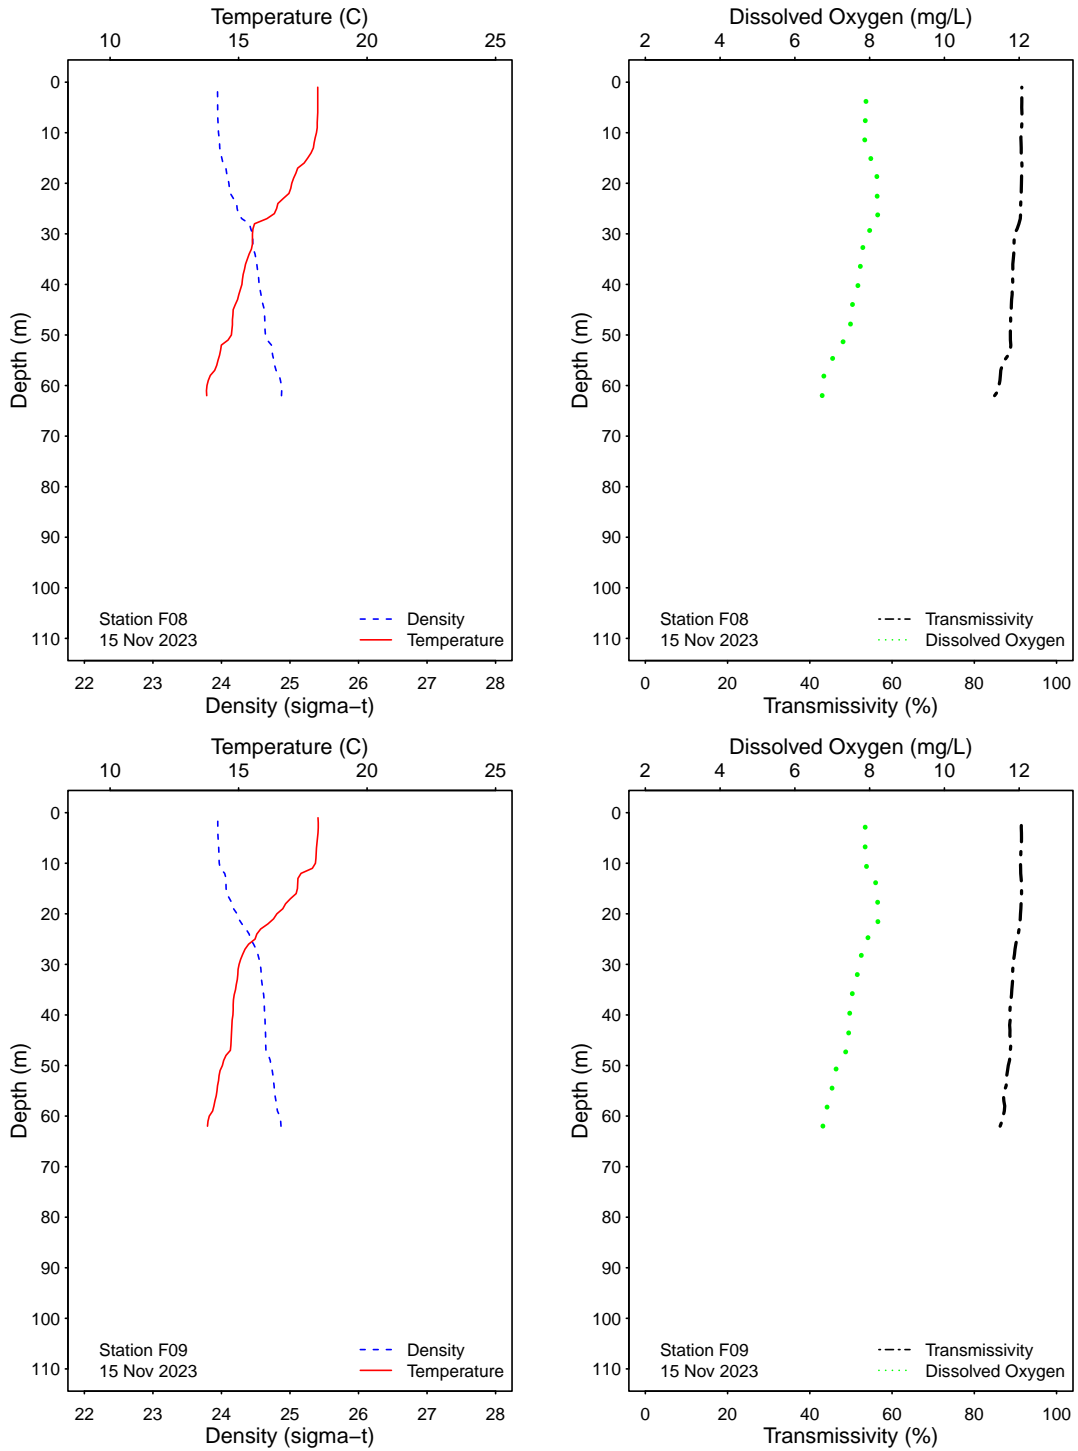 Temperature (C)
10 15 20 25
0
10
20
30
40
50
60
70
80
90
100
110
Depth (m)
Station F08
15 Nov 2023
Density
Temperature
22 23 24 25 26 27 28
Density (sigma−t)
Dissolved Oxygen (mg/L)
2 4 6 8 10 12
0
10
20
30
40
50
60
70
80
90
100
110
Depth (m)
Station F08
15 Nov 2023
Transmissivity
Dissolved Oxygen
0 20 40 60 80 100
Transmissivity (%)
Temperature (C)
10 15 20 25
0
10
20
30
40
50
60
70
80
90
100
110
Depth (m)
Station F09
15 Nov 2023
Density
Temperature
22 23 24 25 26 27 28
Density (sigma−t)
Dissolved Oxygen (mg/L)
2 4 6 8 10 12
0
10
20
30
40
50
60
70
80
90
100
110
Depth (m)
Station F09
15 Nov 2023
Transmissivity
Dissolved Oxygen
0 20 40 60 80 100
Transmissivity (%)